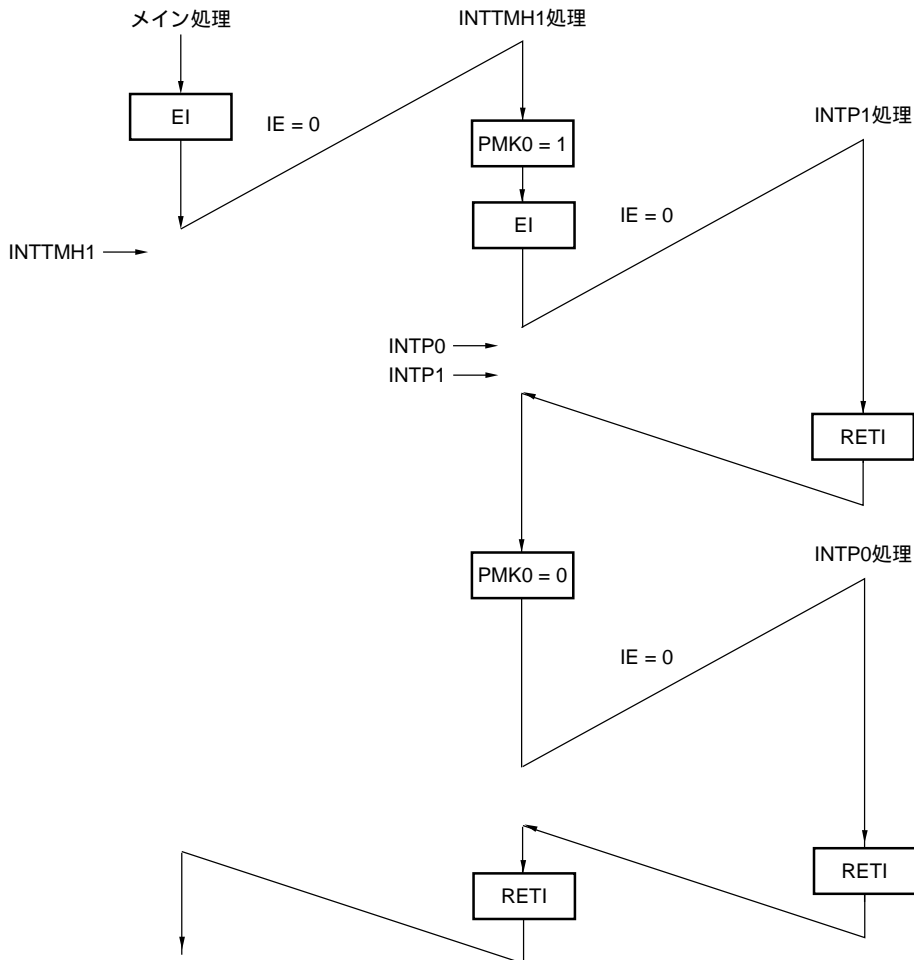 メイン処理
INTTMH1処理
EI
IE = 0
INTP1処理
PMK0 = 1
EI
IE = 0
INTTMH1
INTP0
INTP1
RETI
INTP0処理
PMK0 = 0
IE = 0
RETI
RETI